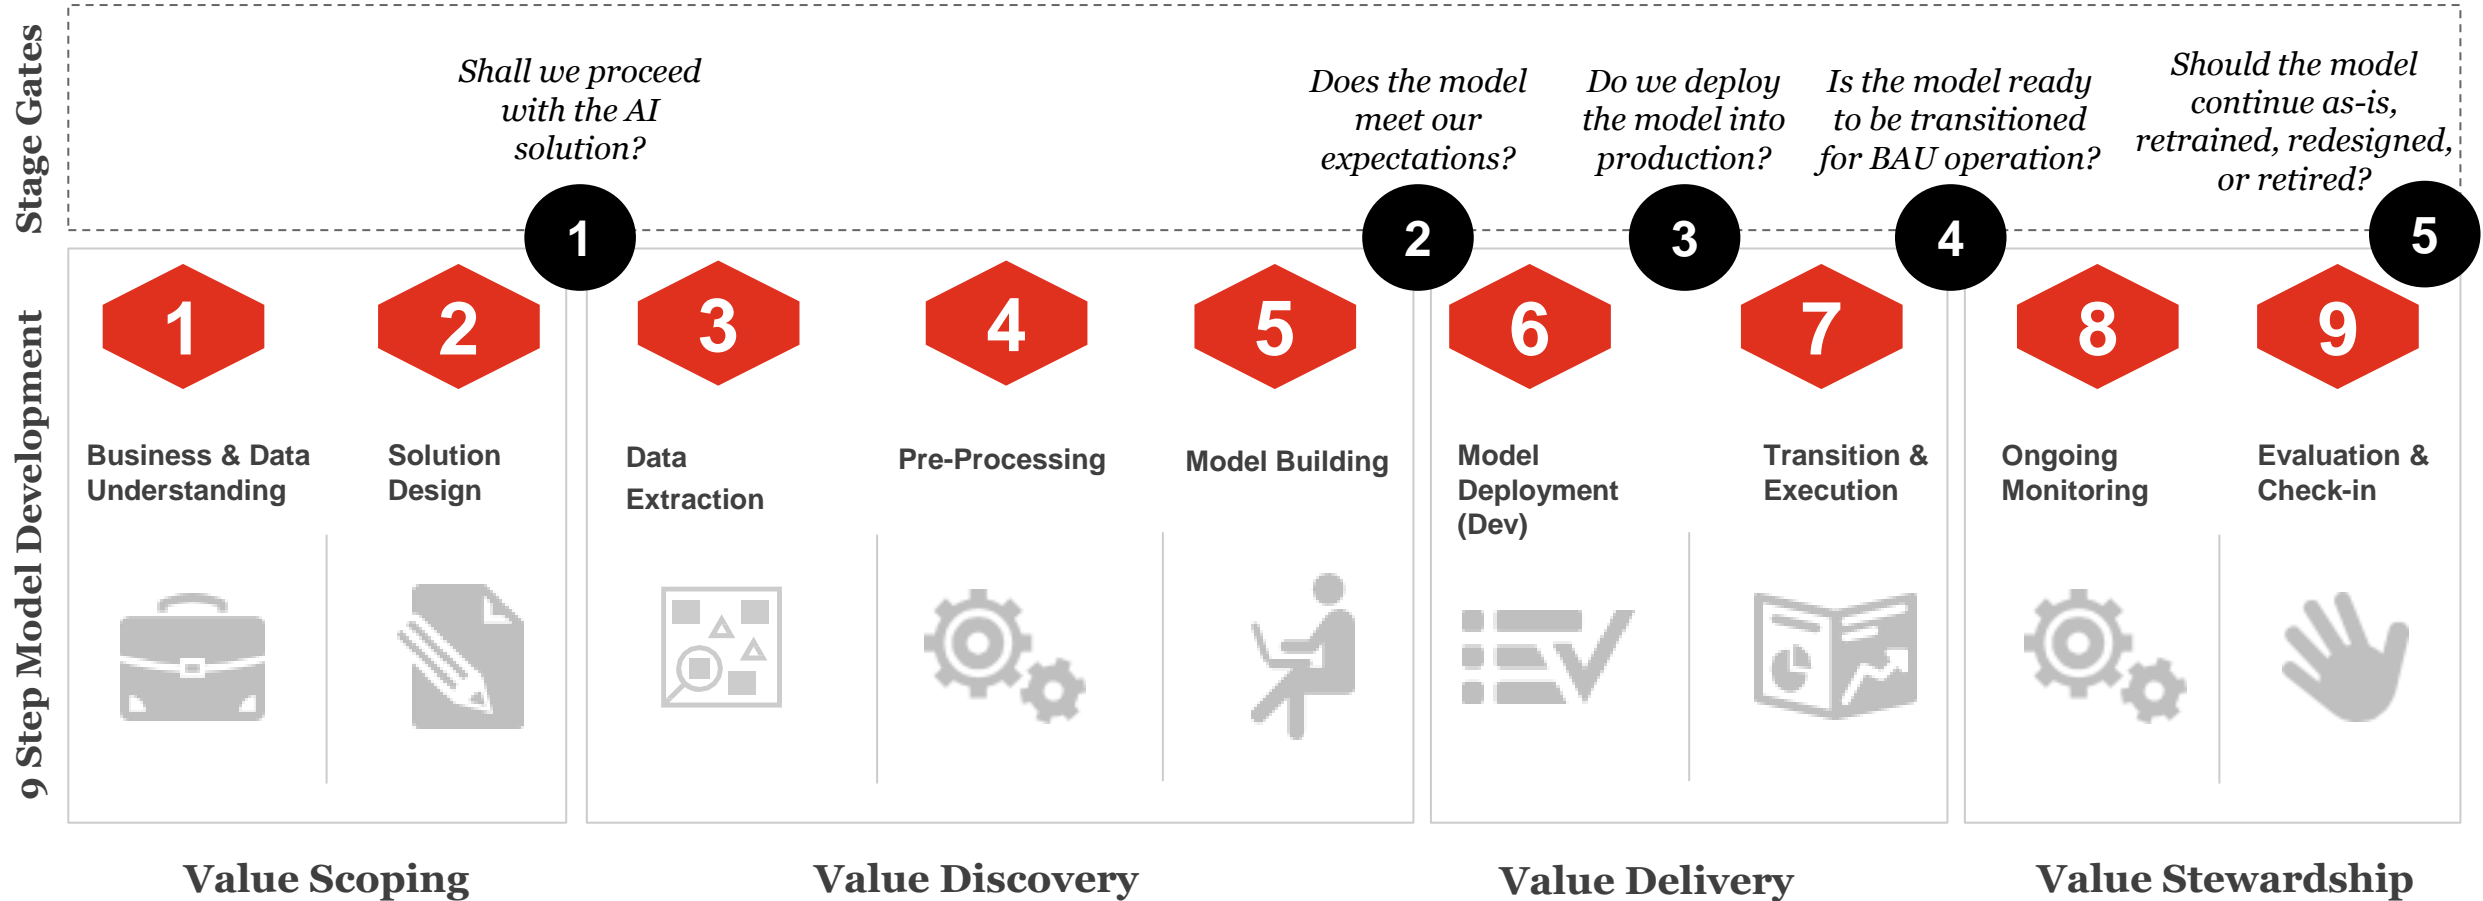 Stage Gates
Shall we proceed
with the AI
solution?
Does the model
meet our
expectations?
Do we deploy
the model into
production?
Is the model ready
to be transitioned
for BAU operation?
Should the model
continue as-is,
retrained, redesigned,
or retired?
1
2
3
4
5
9 Step Model Development
1
2
3
4
5
6
7
8
9
Business & Data
Understanding
Solution
Design
Data
Extraction
Pre-Processing
Model Building
Model
Deployment
(Dev)
Transition &
Execution
Ongoing
Monitoring
Evaluation &
Check-in
Value Scoping
Value Discovery
Value Delivery
Value Stewardship